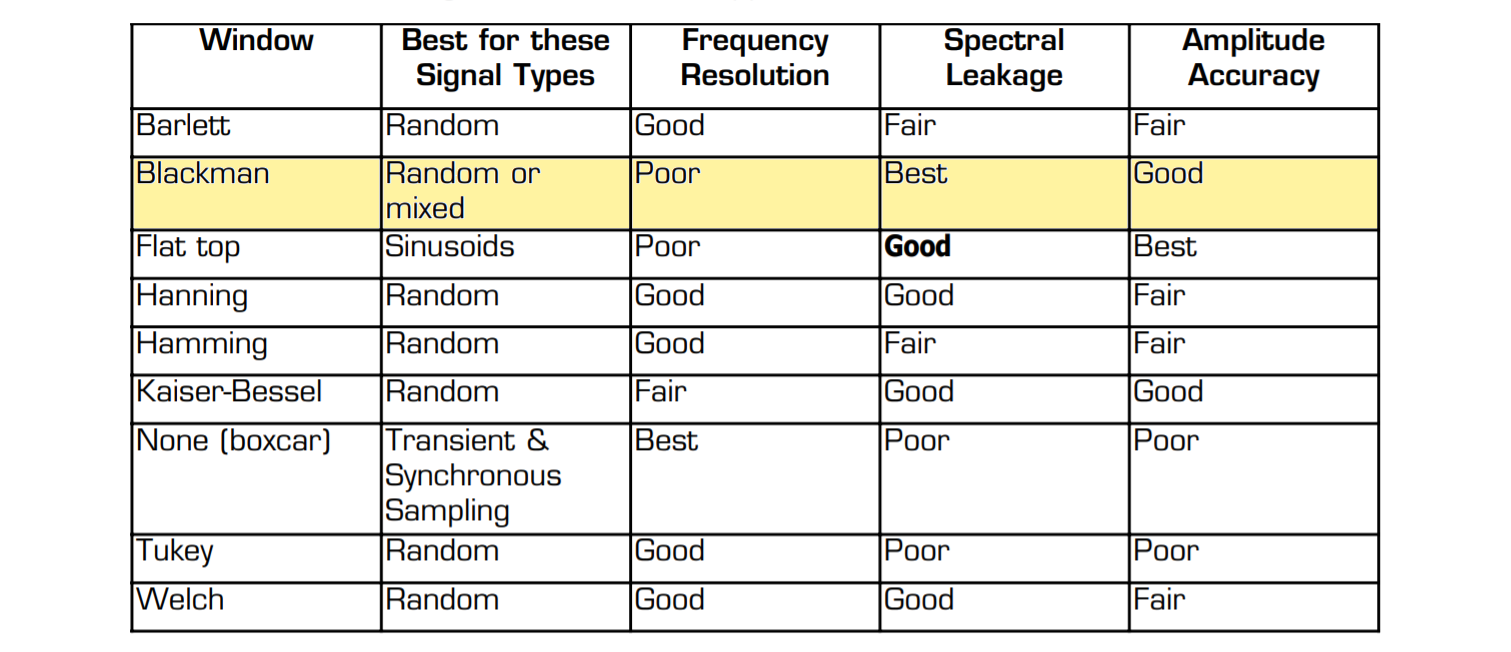 Window Best for these Signal Types Frequency Resolution Spectral Leakage Amplitude Accuracy
Barlett Random Good Fair Fair
Blackman Random or mixed Poor Best Good
Flat top Sinusoids Poor Good Best
Hanning Random Good Good Fair
Hamming Random Good Fair Fair
Kaiser-Bessel Random Fair Good Good
None (boxcar) Transient & Synchronous Sampling Best Poor Poor
Tukey Random Good Poor Poor
Welch Random Good Good Fair